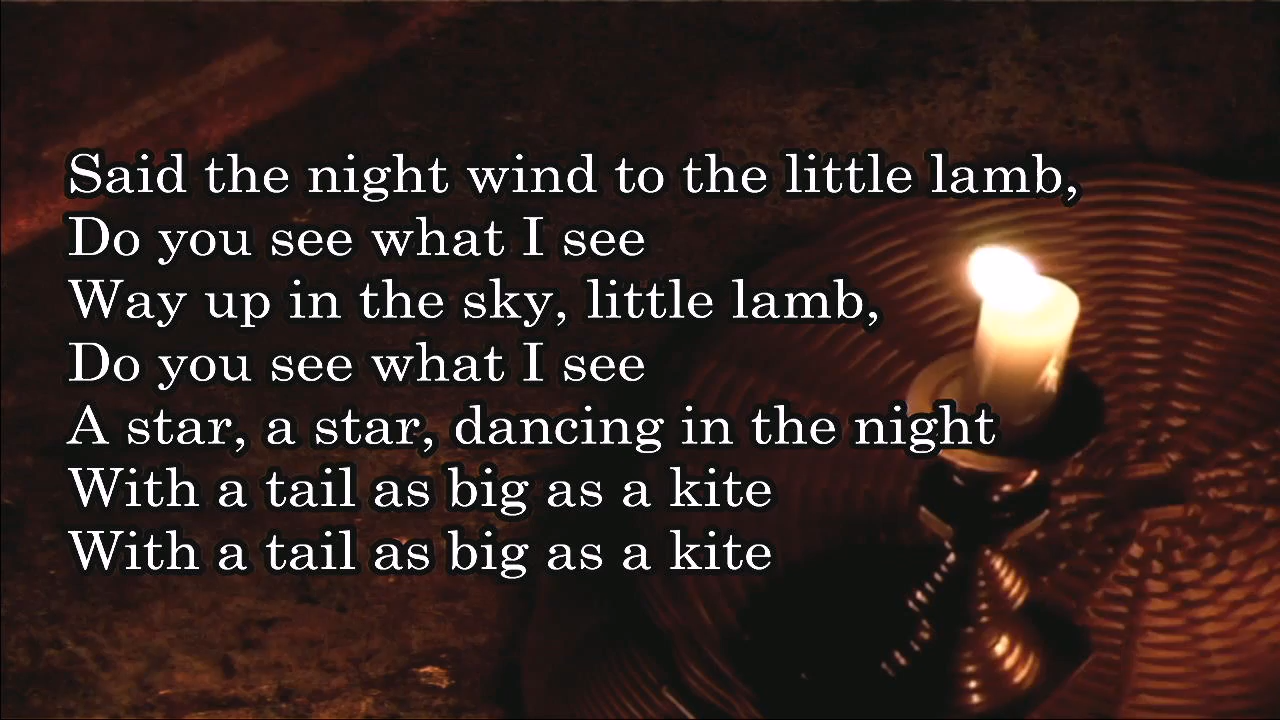 Said the night wind to the little lamb,
Do you see what I see
Way up in the sky, little lamb,
Do you see what I see
A star, a star, dancing in the night
With a tail as big as a kite
With a tail as big as a kite